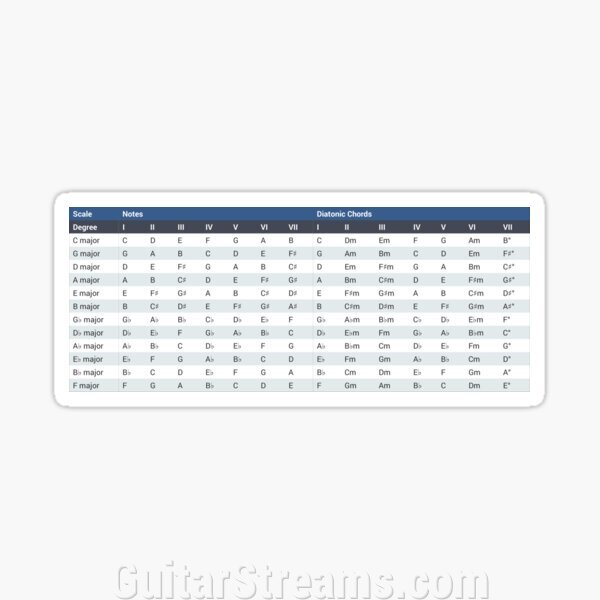 Scale Notes Diatonic Chords
Degree I II III IV V VI VII I II III IV V VI VII
C major C D E F G A B C Dm Em F G Am B°
G major G A B C D E F♯ G Am Bm C D Em F♯°
D major D E F♯ G A B C♯ D Em F♯m G A Bm C♯°
A major A B C♯ D E F♯ G♯ A Bm C♯m D E F♯m G♯°
E major E F♯ G♯ A B C♯ D♯ E F♯m G♯m A B C♯m D♯°
B major B C♯ D♯ E F♯ G♯ A♯ B C♯m D♯m E F♯ G♯m A♯°
G♭ major G♭ A♭ B♭ C♭ D♭ E♭ F G♭ A♭m B♭m C♭ D♭ E♭m F°
D♭ major D♭ E♭ F G♭ A♭ B♭ C D♭ E♭m Fm G♭ A♭ B♭m C°
A♭ major A♭ B♭ C D♭ E♭ F G A♭ B♭m Cm D♭ E♭ Fm G°
E♭ major E♭ F G A♭ B♭ C D E♭ Fm Gm A♭ B♭ Cm D°
B♭ major B♭ C D E♭ F G A B♭ Cm Dm E♭ F Gm A°
F major F G A B♭ C D E F Gm Am B♭ C Dm E°
GuitarStreams.com